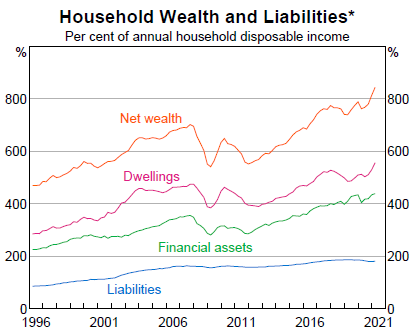 Household Wealth and Liabilities*
Per cent of annual household disposable income
% %
800 800
Net wealth
600 600
Dwellings
400 400
Financial assets
200 200
Liabilities
0 0
1996 2001 2006 2011 2016 2021